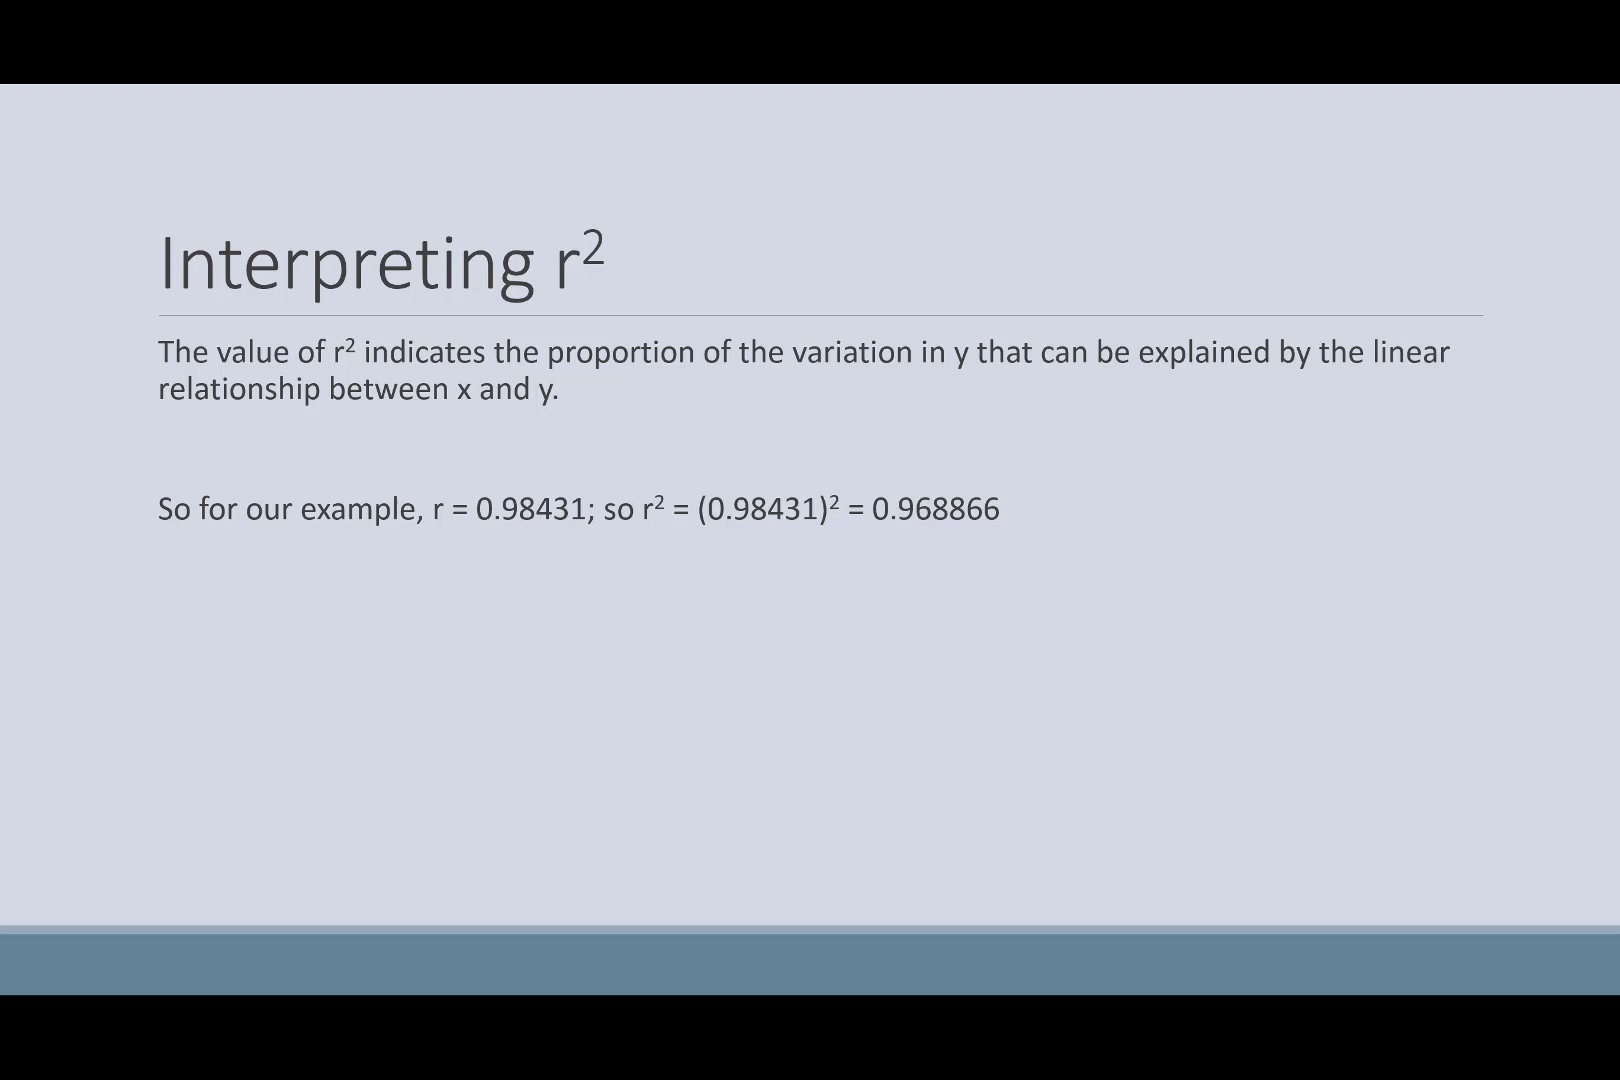 Interpreting r²
The value of r² indicates the proportion of the variation in y that can be explained by the linear
relationship between x and y.
So for our example, r = 0.98431; so r² = (0.98431)² = 0.968866